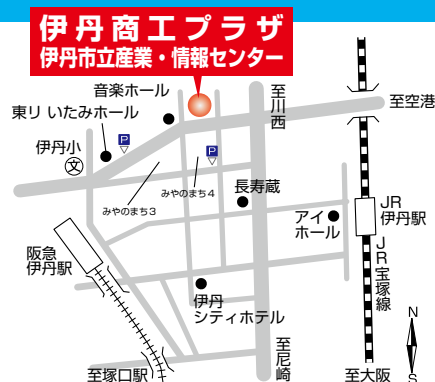 伊丹商工プラザ
伊丹市立産業・情報センター
音楽ホール
東リ いたみホール
伊丹小
文
P
P
至川西
至空港
みやのまち3
みやのまち4
長寿蔵
アイ
ホール
JR
伊丹駅
阪急
伊丹駅
JR宝塚線
伊丹
シティホテル
N
S
至塚口駅
至尼崎
至大阪